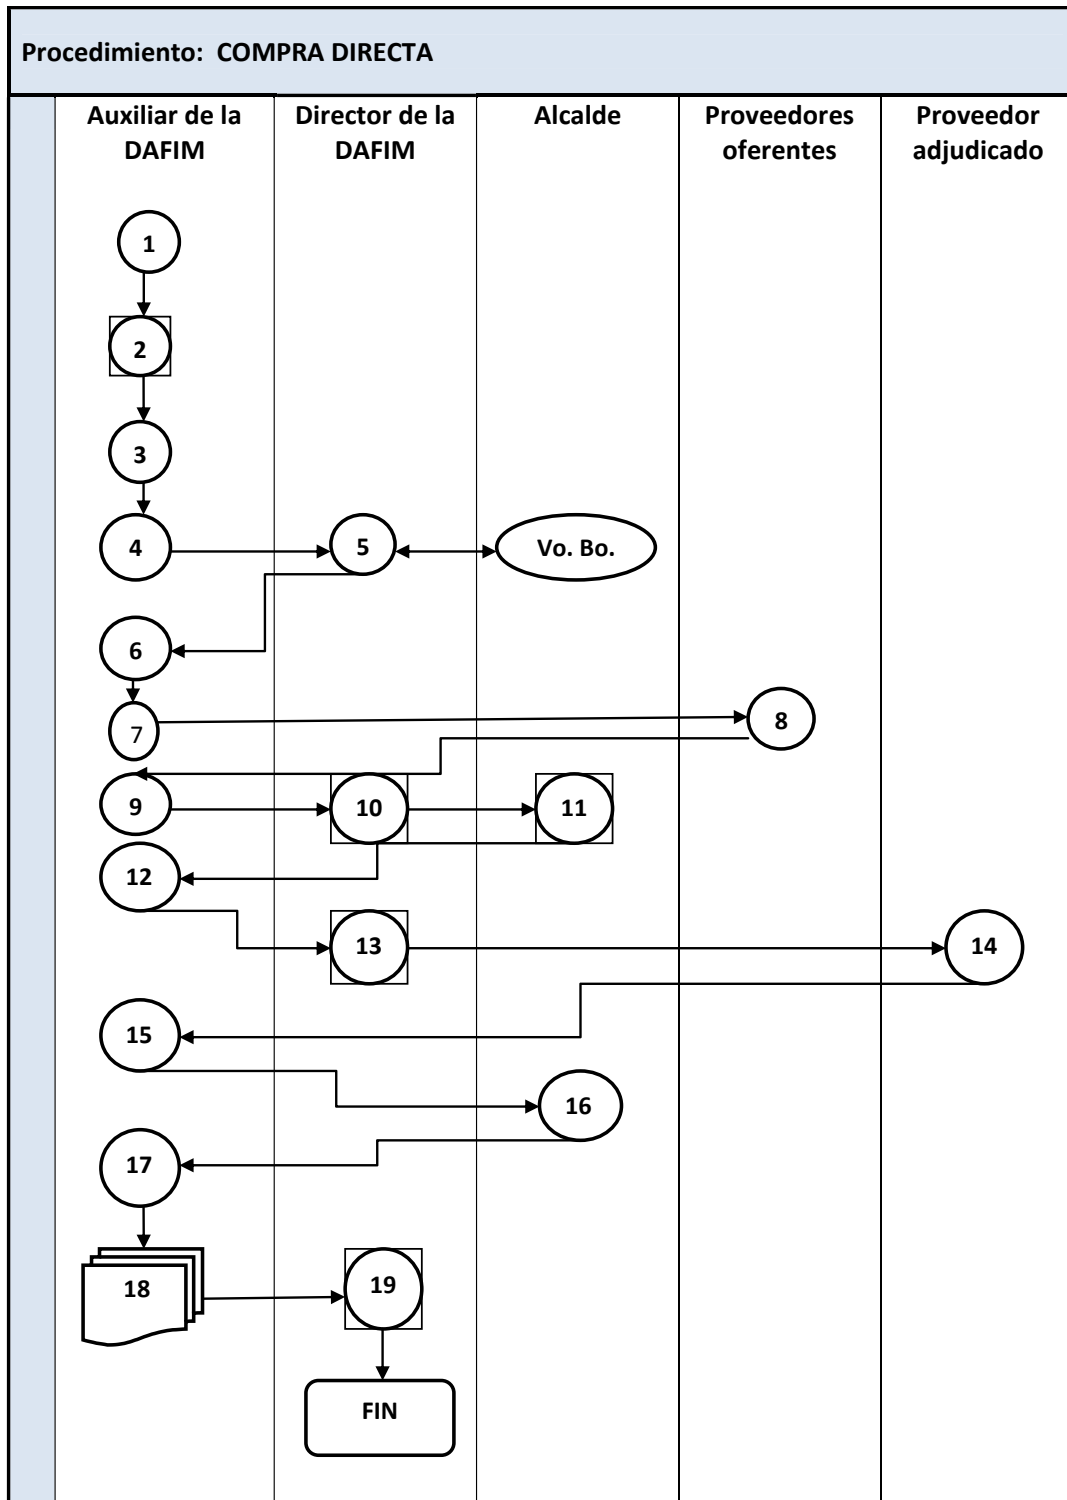 Procedimiento: COMPRA DIRECTA
Auxiliar de la
DAFIM
Director de la
DAFIM
Alcalde
Proveedores
oferentes
Proveedor
adjudicado
1
2
3
4
5
Vo. Bo.
6
7
8
9
10
11
12
13
14
15
16
17
18
19
FIN